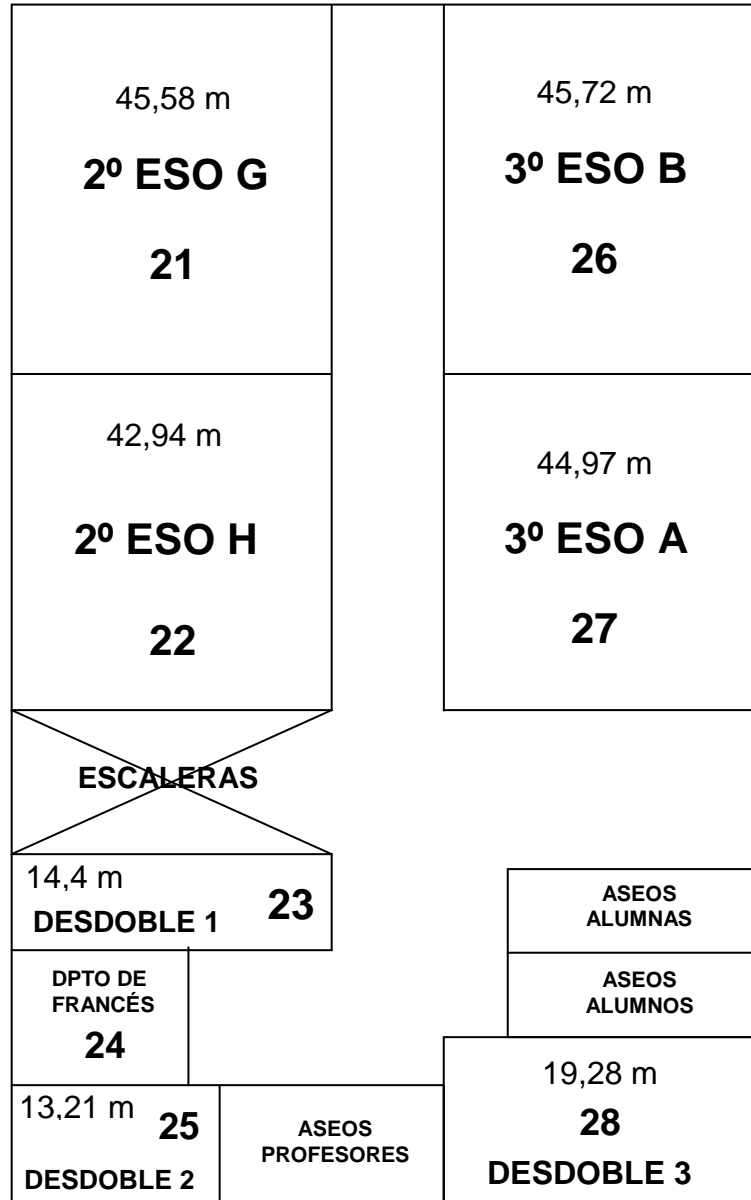 45,58 m
2º ESO G
21
45,72 m
3º ESO B
26
42,94 m
2º ESO H
22
44,97 m
3º ESO A
27
ESCALERAS
14,4 m
23
DESDOBLE 1
ASEOS
ALUMNAS
DPTO DE
FRANCÉS
24
ASEOS
ALUMNOS
13,21 m
25
DESDOBLE 2
ASEOS
PROFESORES
19,28 m
28
DESDOBLE 3